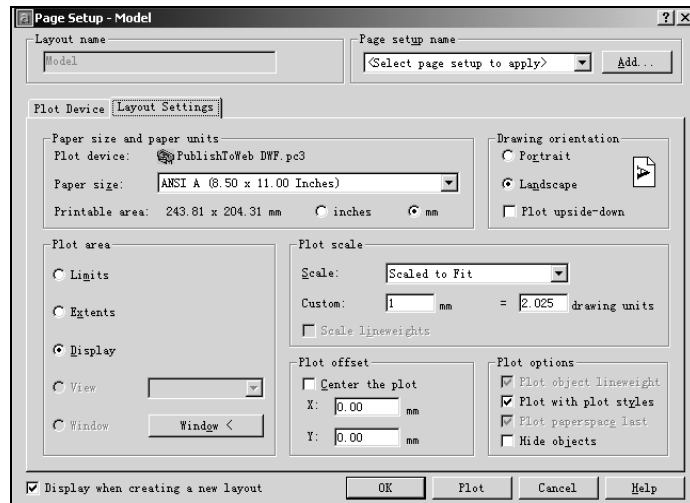 Page Setup - Model
Layout name
Model
Page setup name
<Select page setup to apply>
Add...
Plot Device
Layout Settings
Paper size and paper units
Plot device: PublishToWeb DWF.pc3
Paper size: ANSI A (8.50 x 11.00 Inches)
Printable area: 243.81 x 204.31 mm inches mm
Drawing orientation
Portrait
Landscape
Plot upside-down
A
Plot area
Limits
Extents
Display
View
Window
Window <
Plot scale
Scale: Scaled to Fit
Custom: 1 mm = 2.025 drawing units
Scale lineweights
Plot offset
Center the plot
X: 0.00 mm
Y: 0.00 mm
Plot options
Plot object lineweight
Plot with plot styles
Plot paperspace last
Hide objects
Display when creating a new layout
OK
Plot
Cancel
Help